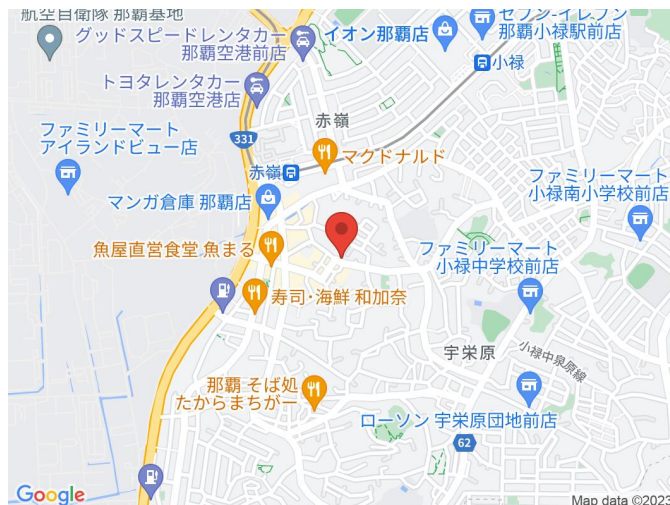 航空自衛隊 那覇基地
グッドスピードレンタカー
那覇空港前店
イオン那覇店
セブン-イレブン
那覇小禄駅前店
小禄
トヨタレンタカー
那覇空港店
赤嶺
331
ファミリーマート
アイランドビュー店
マクドナルド
赤嶺
マンガ倉庫 那覇店
ファミリーマート
小禄南小学校前店
魚屋直営食堂 魚まる
ファミリーマート
小禄中学校前店
寿司·海鮮 和加奈
宇栄原
小禄中泉原線
那覇 そば処
たからまちがー
ローソン 宇栄原団地前店
62
Google
Map data ©2023